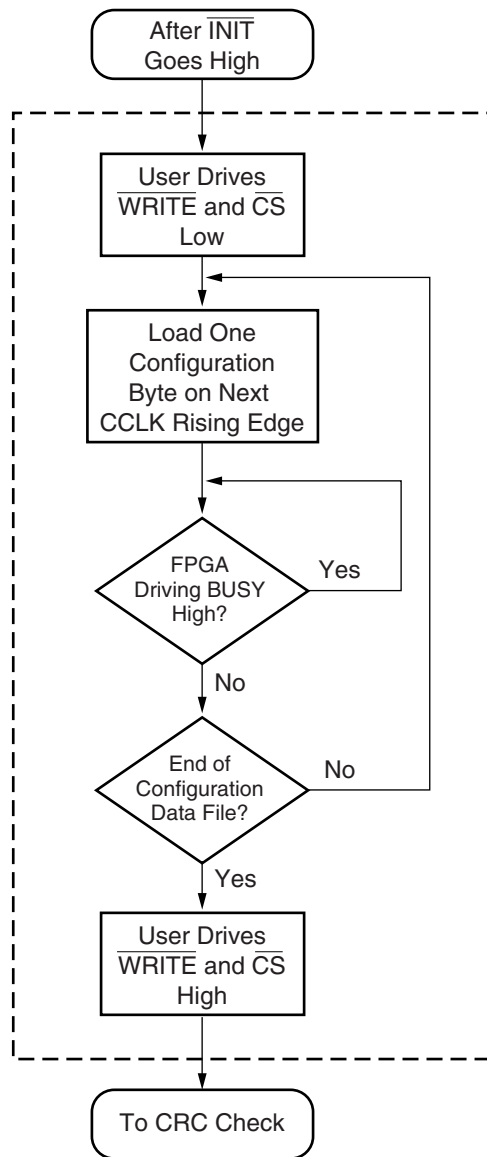 After INIT
Goes High
User Drives
WRITE and CS
Low
Load One
Configuration
Byte on Next
CCLK Rising Edge
FPGA
Driving BUSY
High?
Yes
No
End of
Configuration
Data File?
No
Yes
User Drives
WRITE and CS
High
To CRC Check